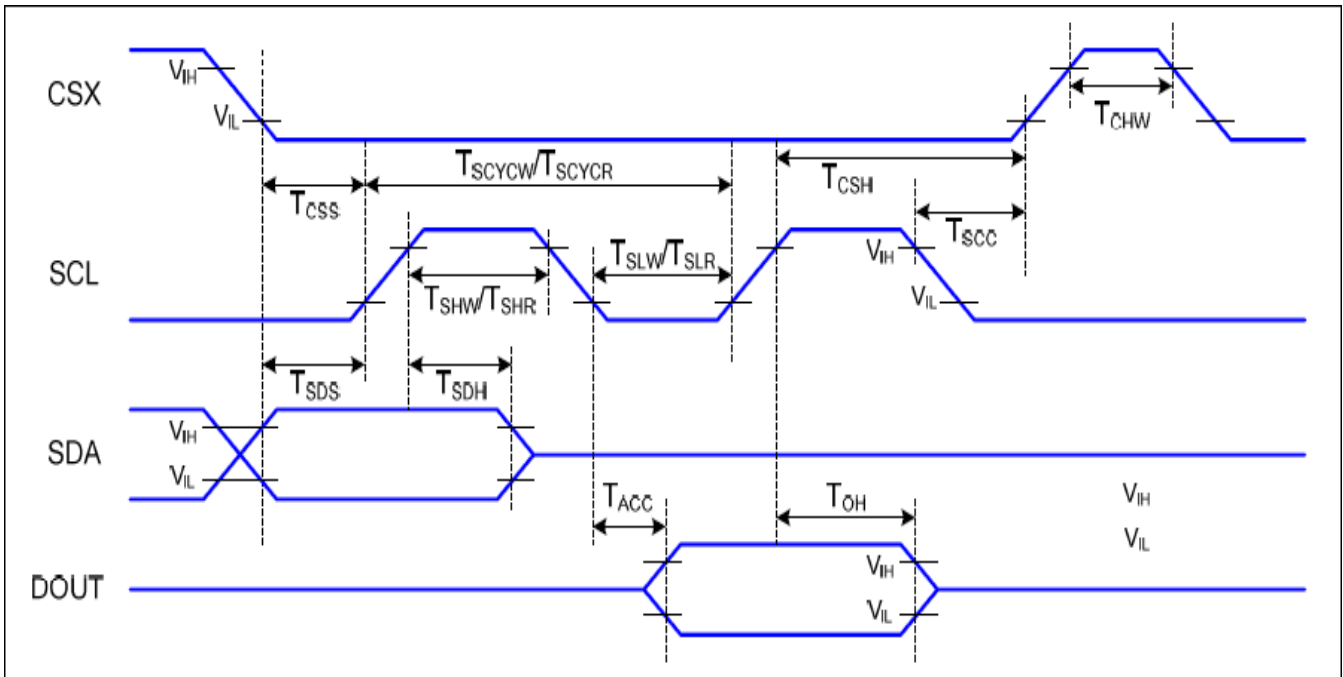 CSX
VIH
VIL
TCHW
TSCYCW/TSCYCR
TCSH
TCSS
TSCC
SCL
TSLW/TSLR
VIH
TSHW/TSHR
VIL
TSDS
TSDH
SDA
VIH
VIL
TACC
TOH
VIH
VIL
DOUT
VIH
VIL